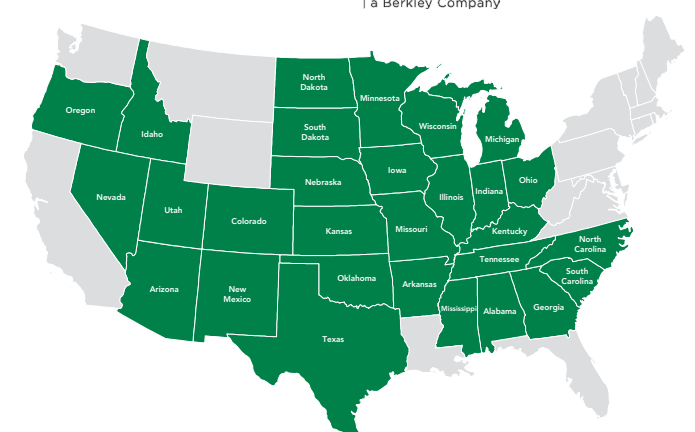 | a Berkley Company
North
Dakota
Minnesota
Oregon
Idaho
South
Dakota
Wisconsin
Michigan
Nebraska
Iowa
Nevada
Utah
Colorado
Kansas
Missouri
Illinois
Indiana
Ohio
Kentucky
Arizona
New
Mexico
Oklahoma
Arkansas
Tennessee
North
Carolina
South
Carolina
Mississippi
Alabama
Georgia
Texas